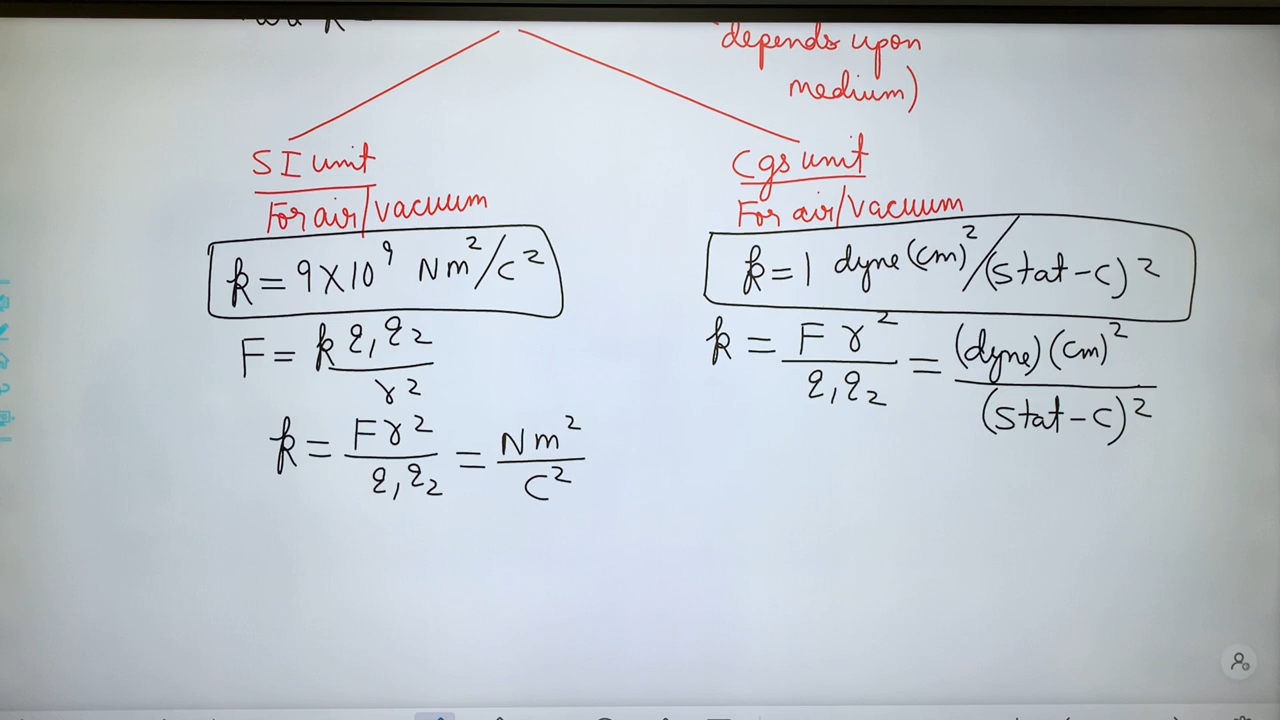 depends upon
medium)
SI unit
For air/vacuum
k = 9×10⁹ Nm²/C²
F = k q₁q₂/r²
k = Fr²/q₁q₂ = Nm²/C²
Cgs unit
For air/vacuum
k = 1 dyne(cm)²/(stat-C)²
k = Fr²/q₁q₂ = (dyne)(cm)²/(stat-C)²